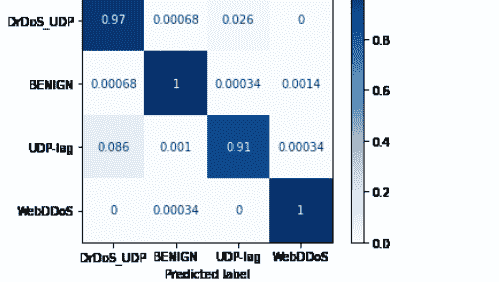 DrDoS_UDP 0.97 0.00068 0.026 0
0.8
BENIGN 0.00068 1 0.00034 0.0014
0.6
0.4
UDP-lag 0.086 0.001 0.91 0.00034
0.2
WebDDoS 0 0.00034 0 1
0.0
DrDoS_UDP BENIGN UDP-lag WebDDoS
Predicted label